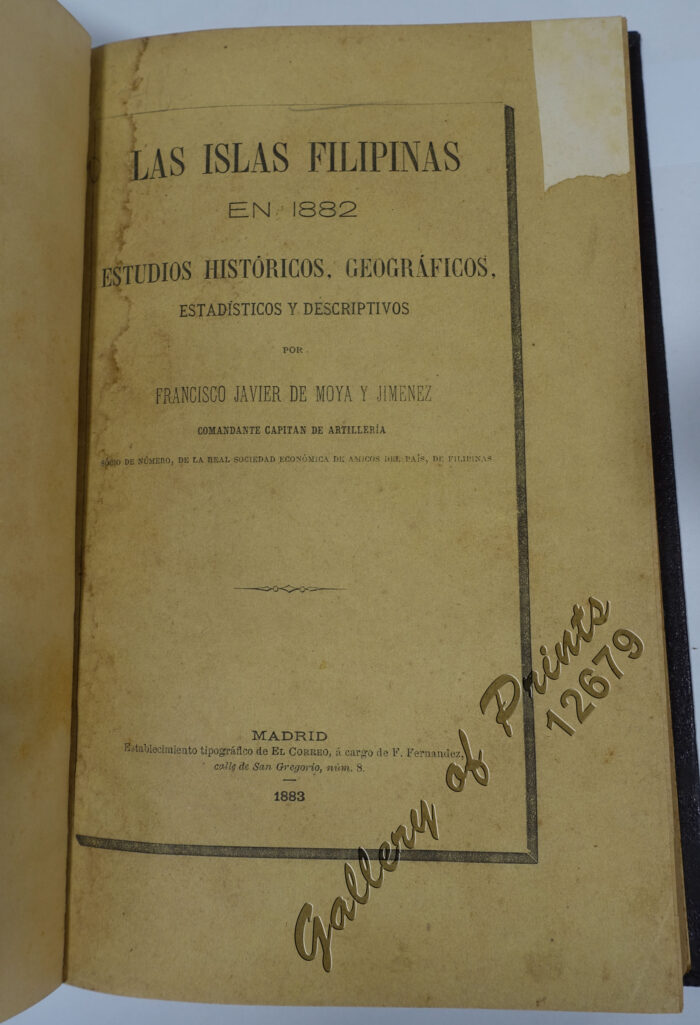 LAS ISLAS FILIPINAS
EN 1882
ESTUDIOS HISTÓRICOS, GEOGRÁFICOS,
ESTADÍSTICOS Y DESCRIPTIVOS
POR
FRANCISCO JAVIER DE MOYA Y JIMENEZ
COMANDANTE CAPITAN DE ARTILLERÍA
SÓCIO DE NÚMERO, DE LA REAL SOCIEDAD ECONÓMICA DE AMICOS DEL PAÍS, DE FILIPINAS
MADRID
Establecimiento tipográfico de EL CORREO, á cargo de F. Fernandez,
calle de San Gregorio, núm. 8.
1883
Gallery of Prints
12679